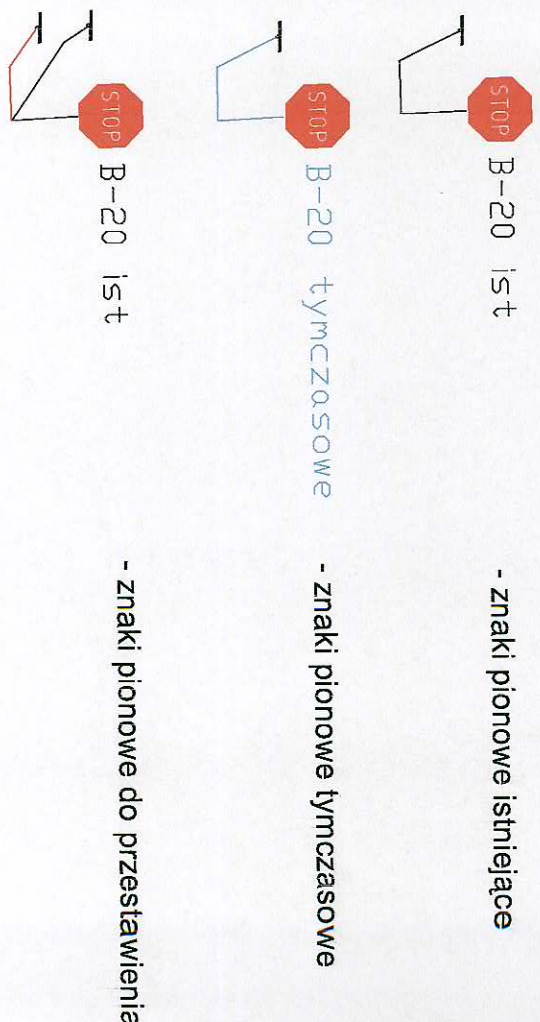 STOP B-20 ist - znaki pionowe istniejące
STOP B-20 tymczasowe - znaki pionowe tymczasowe
STOP B-20 ist - znaki pionowe do przestawienia